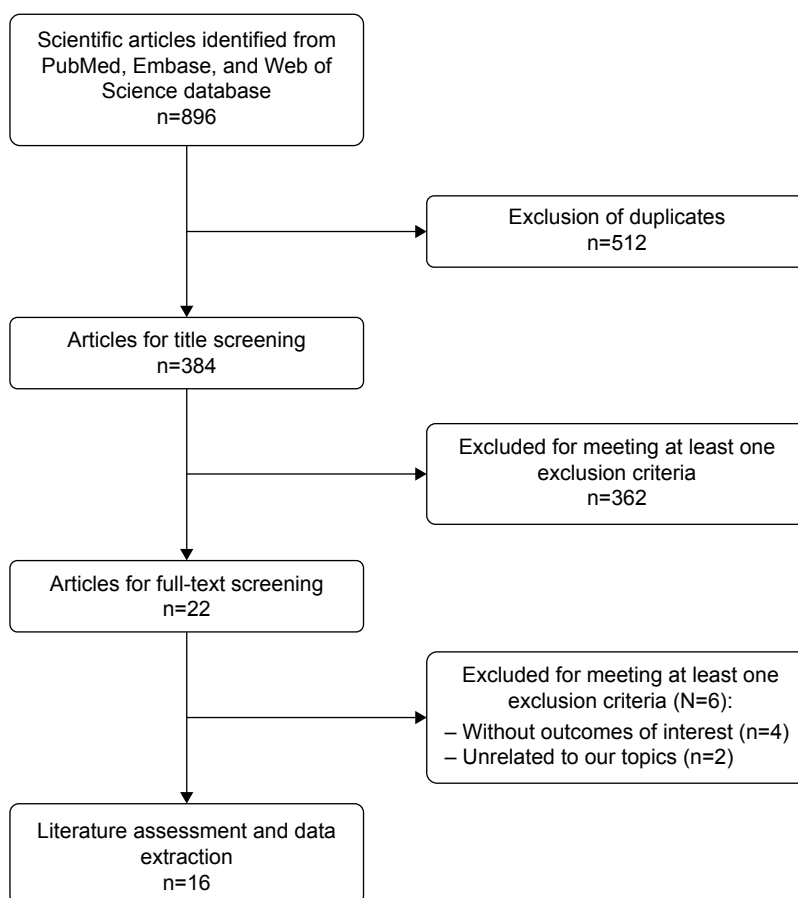 Scientific articles identified from
PubMed, Embase, and Web of
Science database
n=896
Exclusion of duplicates
n=512
Articles for title screening
n=384
Excluded for meeting at least one
exclusion criteria
n=362
Articles for full-text screening
n=22
Excluded for meeting at least one
exclusion criteria (N=6):
– Without outcomes of interest (n=4)
– Unrelated to our topics (n=2)
Literature assessment and data
extraction
n=16